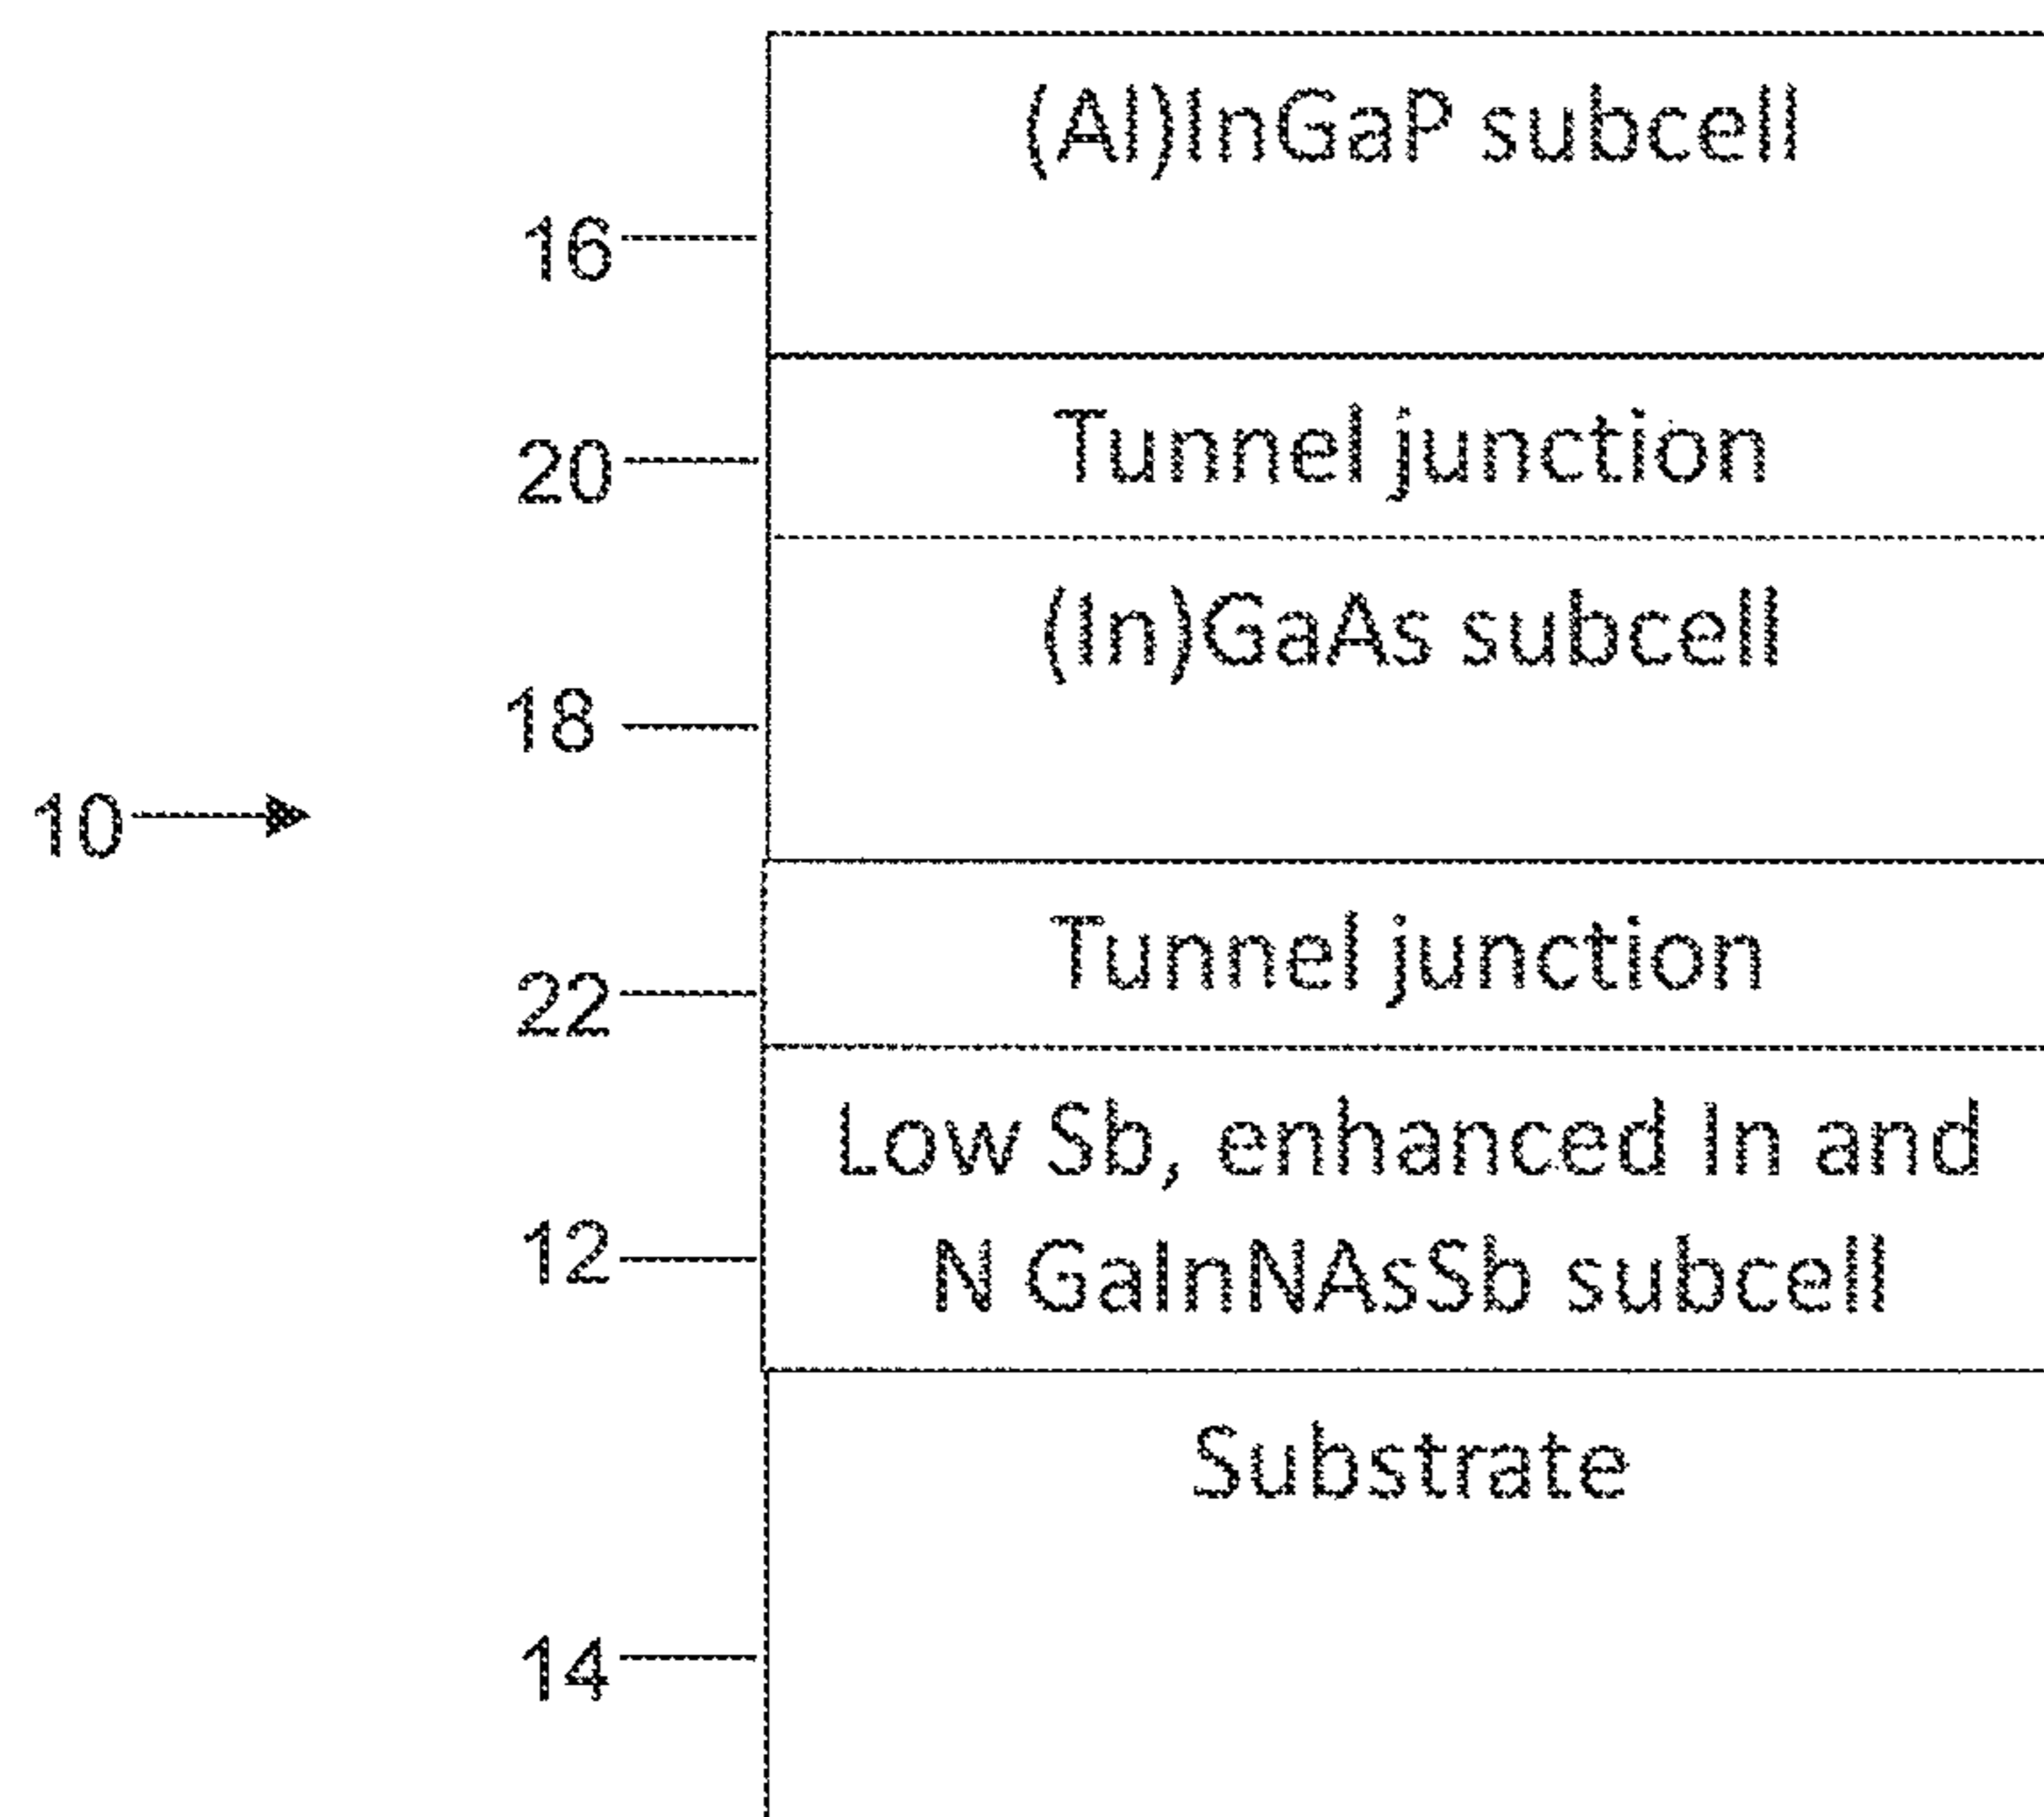 (Al)InGaP subcell
16
20
Tunnel junction
(In)GaAs subcell
18
10
Tunnel junction
22
Low Sb, enhanced In and
12
N GaInNAsSb subcell
Substrate
14